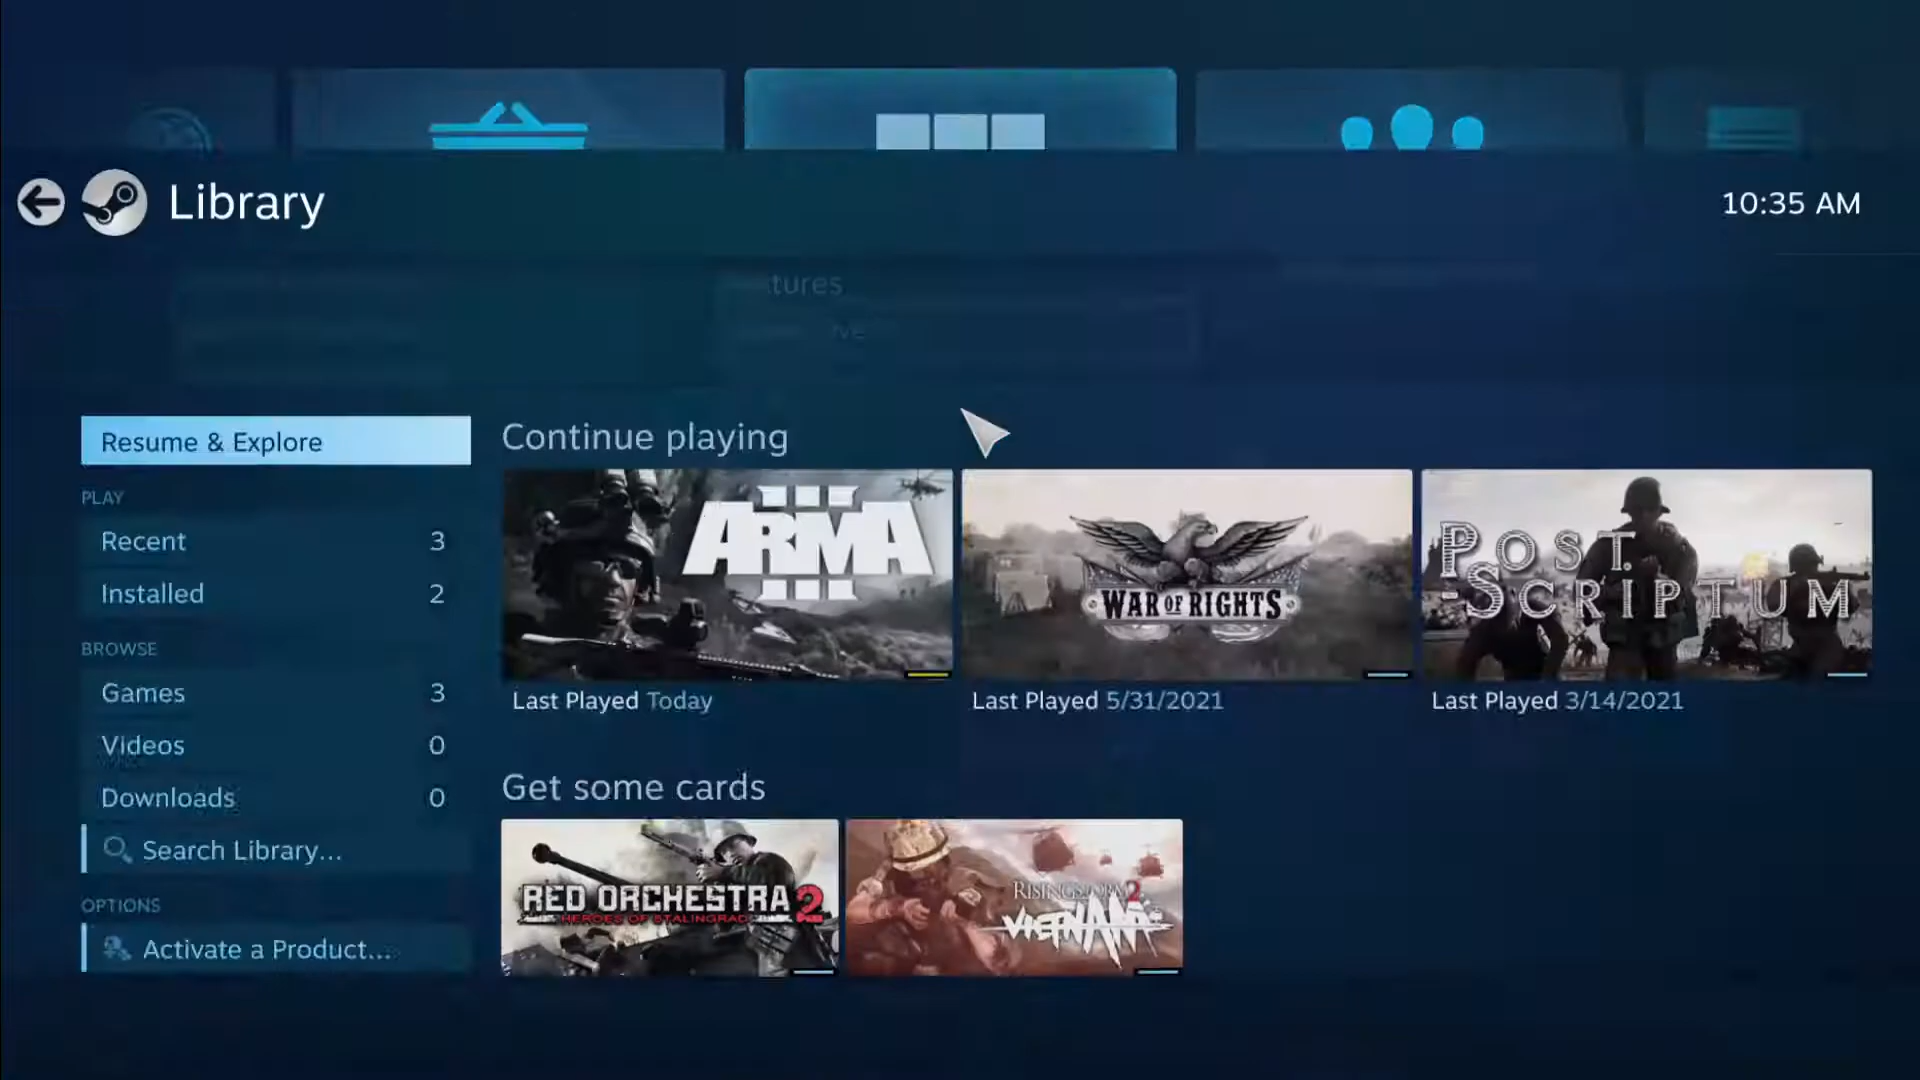 Library
10:35 AM
tures
ve
Resume & Explore
PLAY
Recent 3
Installed 2
BROWSE
Games 3
Videos 0
Downloads 0
Search Library...
OPTIONS
Activate a Product...
Continue playing
ARMA
III
WAR OF RIGHTS
POST
SCRIPTUM
Last Played Today
Last Played 5/31/2021
Last Played 3/14/2021
Get some cards
RED ORCHESTRA 2
HEROES OF STALINGRAD
RISING STORM 2
VIETNAM